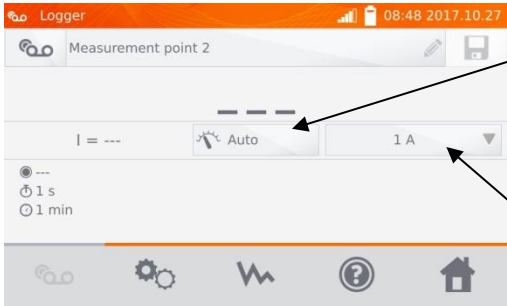 Logger 08:48 2017.10.27
Measurement point 2
---
I = --- Auto 1 A
---
1 s
1 min
?